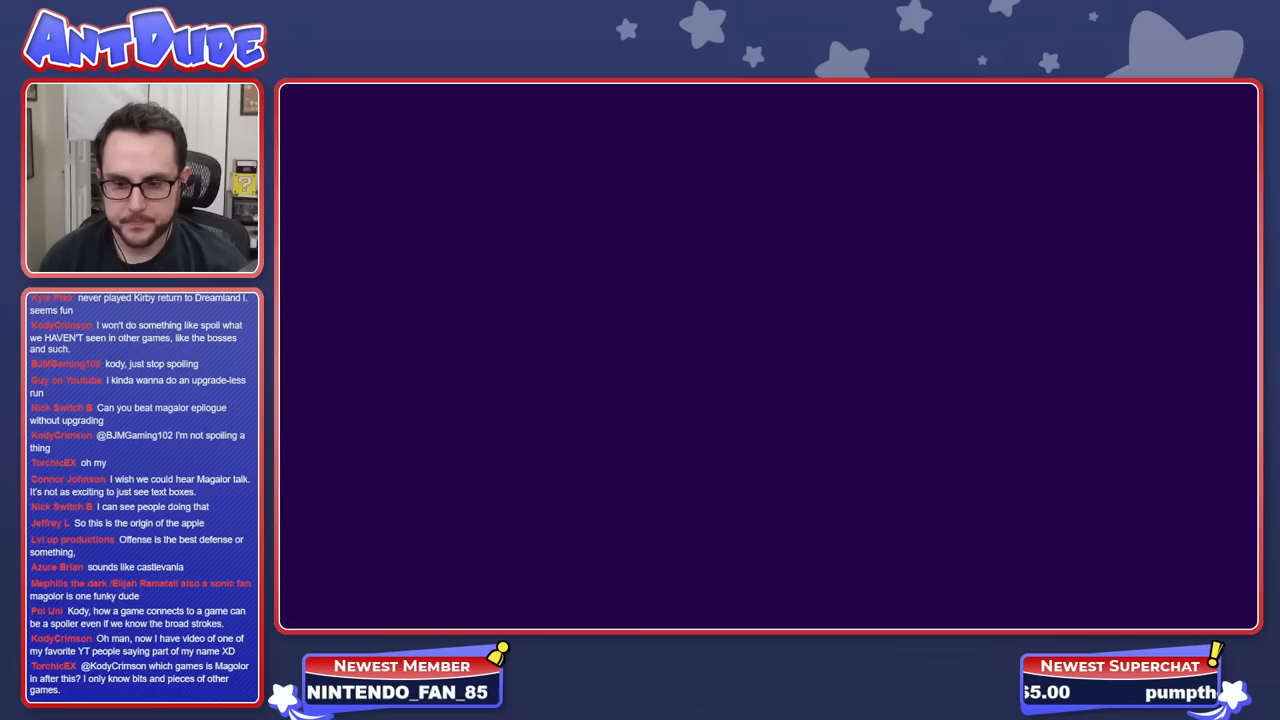 ANTDUDE
Kyle Flair never played Kirby return to Dreamland I.
seems fun
KodyCrimson I won't do something like spoil what
we HAVEN'T seen in other games, like the bosses
and such.
BJMGaming102 kody, just stop spoiling
Guy on Youtube I kinda wanna do an upgrade-less
run
Nick Switch B Can you beat magalor epilogue
without upgrading
KodyCrimson @BJMGaming102 I'm not spoiling a
thing
TorchicEX oh my
Connor Johnson I wish we could hear Magalor talk.
It's not as exciting to just see text boxes.
Nick Switch B I can see people doing that
Jeffrey L So this is the origin of the apple
Lvl up productions Offense is the best defense or
something,
Azure Brian sounds like castlevania
Mephilis the dark /Elijah Ramatali also a sonic fan
magolor is one funky dude
Poi Uni Kody, how a game connects to a game can
be a spoiler even if we know the broad strokes.
KodyCrimson Oh man, now I have video of one of
my favorite YT people saying part of my name XD
TorchicEX @KodyCrimson which games is Magolor
in after this? I only know bits and pieces of other
games.
NEWEST MEMBER
NINTENDO_FAN_85
NEWEST SUPERCHAT
$5.00 pumpth